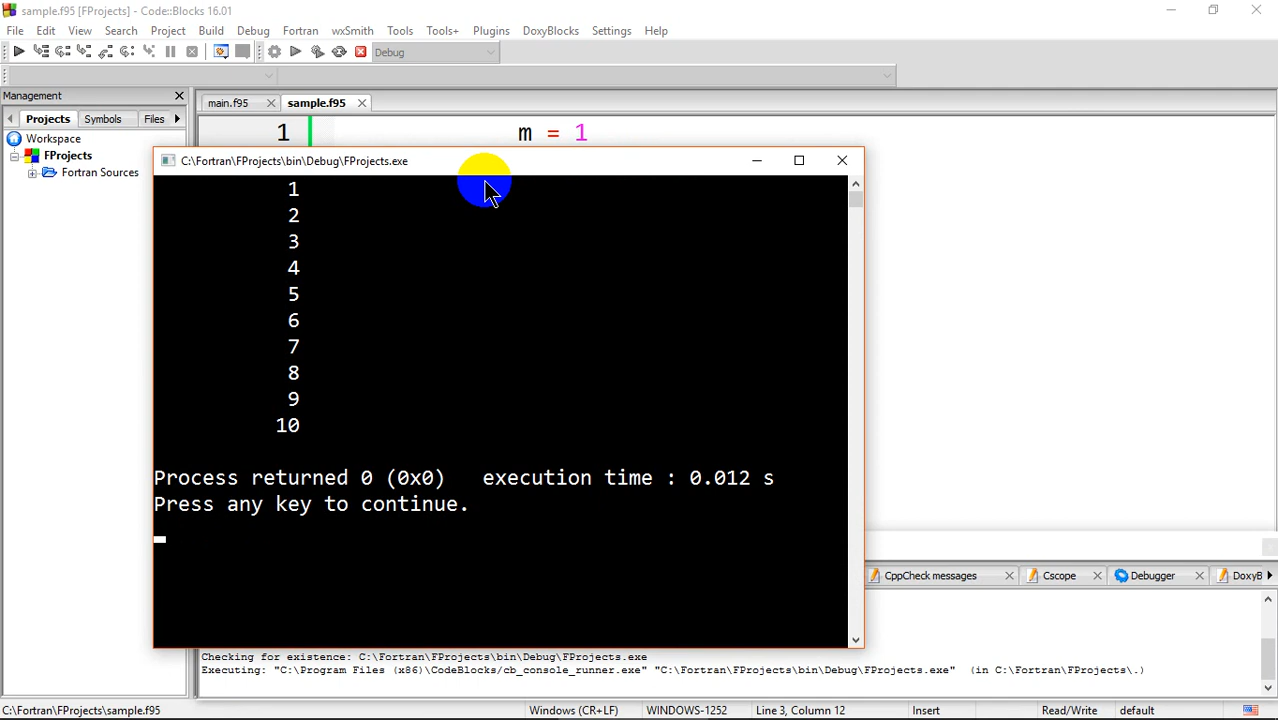 sample.f95 [FProjects] - Code::Blocks 16.01
File Edit View Search Project Build Debug Fortran wxSmith Tools Tools+ Plugins DoxyBlocks Settings Help
Debug
Management
main.f95 sample.f95
Projects Symbols Files
Workspace
FProjects
Fortran Sources
1 m = 1
C:\Fortran\FProjects\bin\Debug\FProjects.exe
1
2
3
4
5
6
7
8
9
10
Process returned 0 (0x0) execution time : 0.012 s
Press any key to continue.
CppCheck messages Cscope Debugger DoxyB
Checking for existence: C:\Fortran\FProjects\bin\Debug\FProjects.exe
Executing: "C:\Program Files (x86)\CodeBlocks/cb_console_runner.exe" "C:\Fortran\FProjects\bin\Debug\FProjects.exe" (in C:\Fortran\FProjects\.)
C:\Fortran\FProjects\sample.f95 Windows (CR+LF) WINDOWS-1252 Line 3, Column 12 Insert Read/Write default